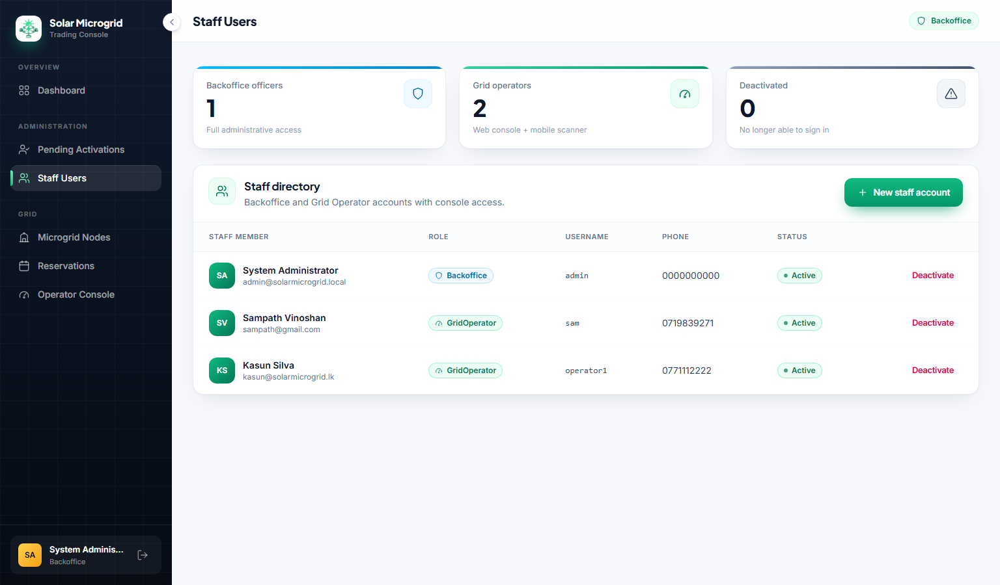 Solar Microgrid
Trading Console
OVERVIEW
Dashboard
ADMINISTRATION
Pending Activations
Staff Users
GRID
Microgrid Nodes
Reservations
Operator Console
SA
System Adminis...
Backoffice
Staff Users
Backoffice
Backoffice officers
1
Full administrative access
Grid operators
2
Web console + mobile scanner
Deactivated
0
No longer able to sign in
Staff directory
Backoffice and Grid Operator accounts with console access.
+ New staff account
STAFF MEMBER ROLE USERNAME PHONE STATUS
SA System Administrator Backoffice admin 0000000000 Active Deactivate
admin@solarmicrogrid.local
SV Sampath Vinoshan GridOperator sam 0719839271 Active Deactivate
sampath@gmail.com
KS Kasun Silva GridOperator operator1 0771112222 Active Deactivate
kasun@solarmicrogrid.lk